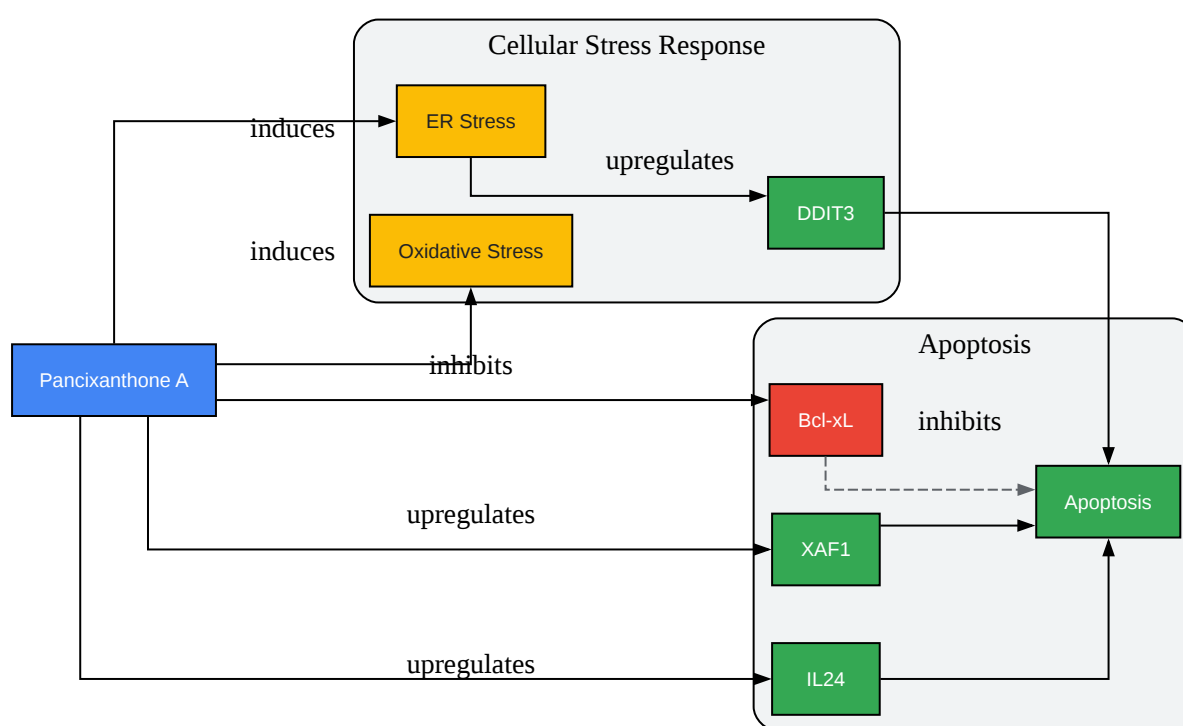 Cellular Stress Response
induces
ER Stress
upregulates
DDIT3
induces
Oxidative Stress
Pancixanthone A
inhibits
Apoptosis
Bcl-xL
inhibits
Apoptosis
upregulates
XAF1
upregulates
IL24